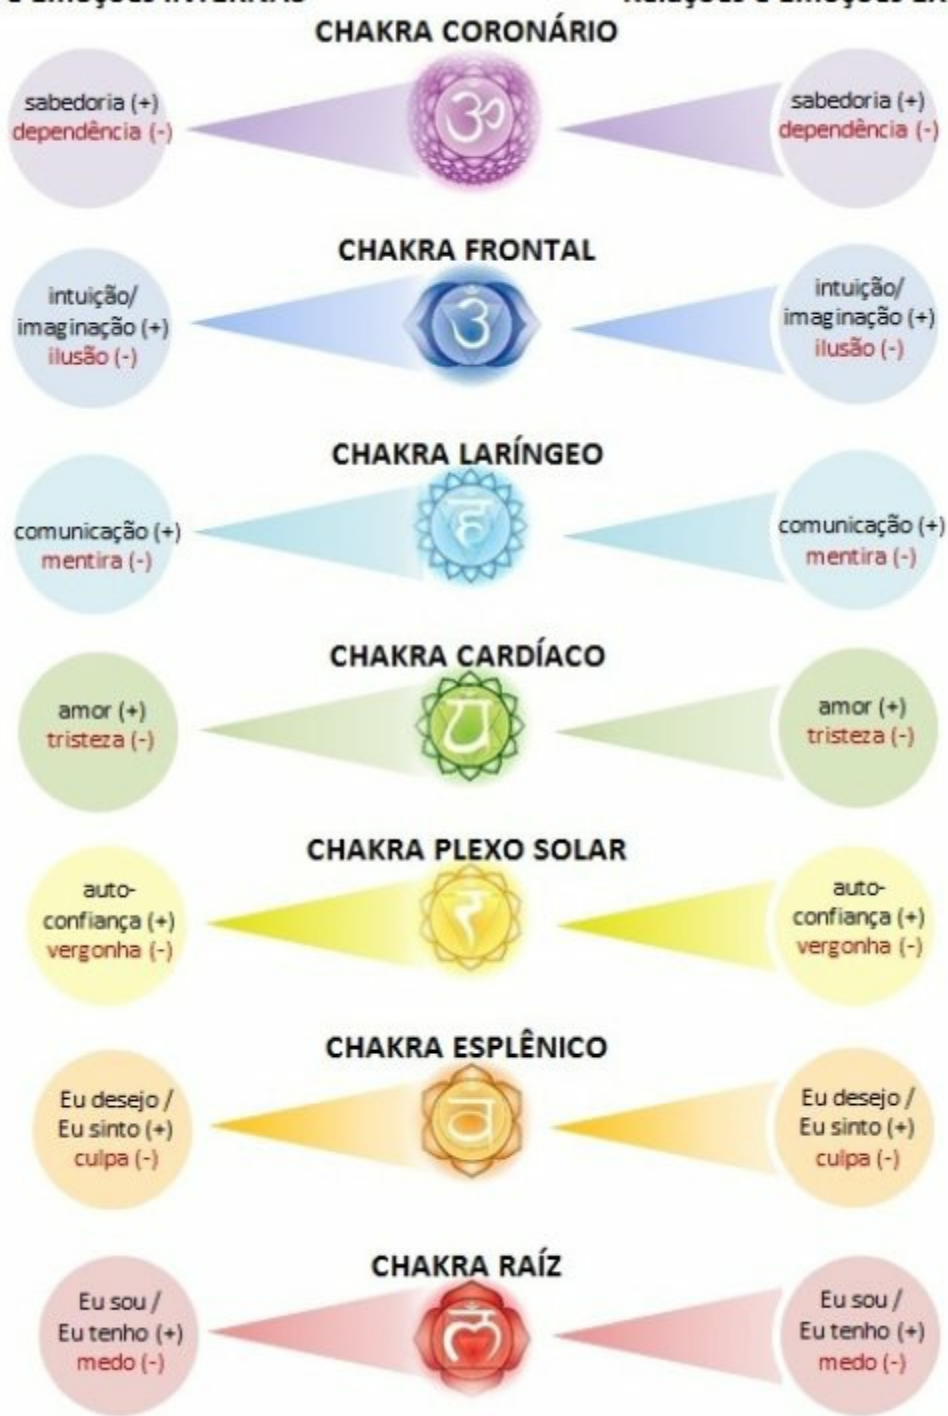 CHAKRA CORONÁRIO
sabedoria (+)
dependência (-)
ॐ
sabedoria (+)
dependência (-)
CHAKRA FRONTAL
intuição/
imaginação (+)
ilusão (-)
intuição/
imaginação (+)
ilusão (-)
CHAKRA LARÍNGEO
comunicação (+)
mentira (-)
comunicação (+)
mentira (-)
CHAKRA CARDÍACO
amor (+)
tristeza (-)
amor (+)
tristeza (-)
CHAKRA PLEXO SOLAR
auto-
confiança (+)
vergonha (-)
auto-
confiança (+)
vergonha (-)
CHAKRA ESPLÊNICO
Eu desejo /
Eu sinto (+)
culpa (-)
Eu desejo /
Eu sinto (+)
culpa (-)
CHAKRA RAÍZ
Eu sou /
Eu tenho (+)
medo (-)
Eu sou /
Eu tenho (+)
medo (-)